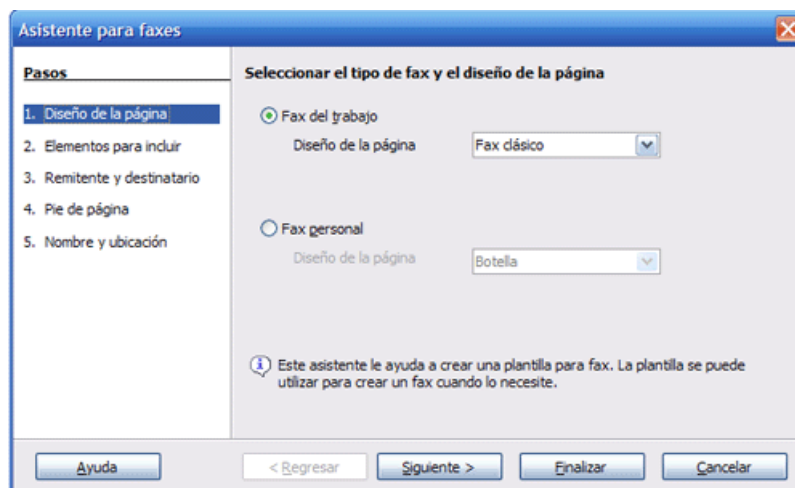 Asistente para faxes
Pasos
1. Diseño de la página
2. Elementos para incluir
3. Remitente y destinatario
4. Pie de página
5. Nombre y ubicación
Seleccionar el tipo de fax y el diseño de la página
Fax del trabajo
Diseño de la página Fax clásico
Fax personal
Diseño de la página Botella
Este asistente le ayuda a crear una plantilla para fax. La plantilla se puede
utilizar para crear un fax cuando lo necesite.
Ayuda < Regresar Siguiente > Finalizar Cancelar